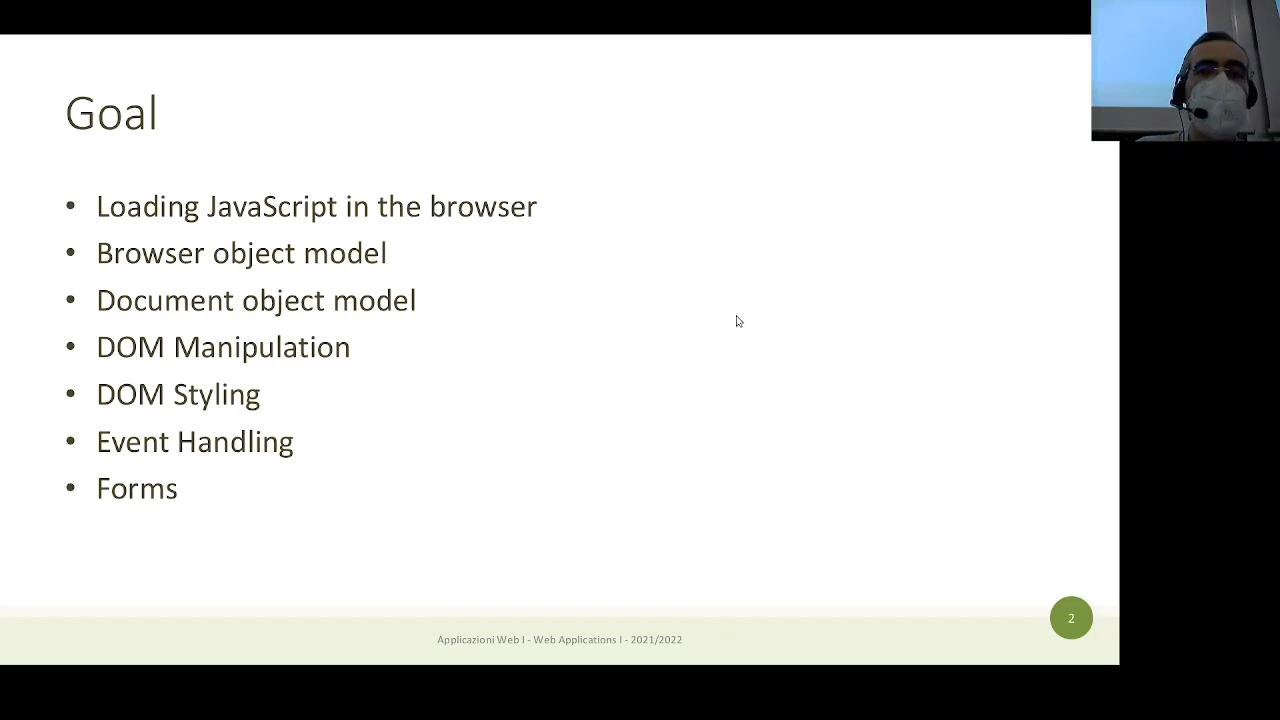 Goal
• Loading JavaScript in the browser
• Browser object model
• Document object model
• DOM Manipulation
• DOM Styling
• Event Handling
• Forms
Applicazioni Web I - Web Applications I - 2021/2022
2